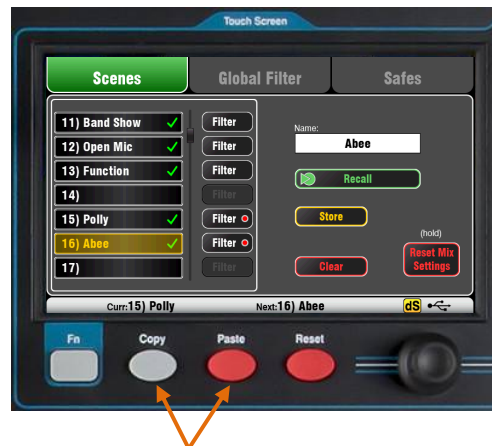 Touch Screen
Scenes
Global Filter
Safes
11) Band Show
Filter
12) Open Mic
Filter
13) Function
Filter
14)
Filter
15) Polly
Filter
16) Abee
Filter
17)
Filter
Name:
Abee
Recall
Store
Clear
(hold)
Reset Mix
Settings
Curr:15) Polly
Next:16) Abee
dS
Fn
Copy
Paste
Reset